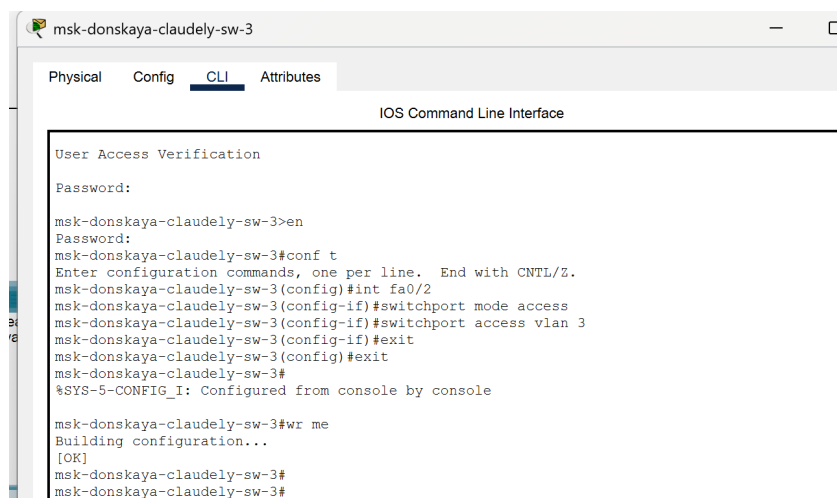 msk-donskaya-claudely-sw-3
Physical Config CLI Attributes
IOS Command Line Interface
User Access Verification
Password:
msk-donskaya-claudely-sw-3>en
Password:
msk-donskaya-claudely-sw-3#conf t
Enter configuration commands, one per line.  End with CNTL/Z.
msk-donskaya-claudely-sw-3(config)#int fa0/2
msk-donskaya-claudely-sw-3(config-if)#switchport mode access
msk-donskaya-claudely-sw-3(config-if)#switchport access vlan 3
msk-donskaya-claudely-sw-3(config-if)#exit
msk-donskaya-claudely-sw-3(config)#exit
msk-donskaya-claudely-sw-3#
%SYS-5-CONFIG_I: Configured from console by console
msk-donskaya-claudely-sw-3#wr me
Building configuration...
[OK]
msk-donskaya-claudely-sw-3#
msk-donskaya-claudely-sw-3#